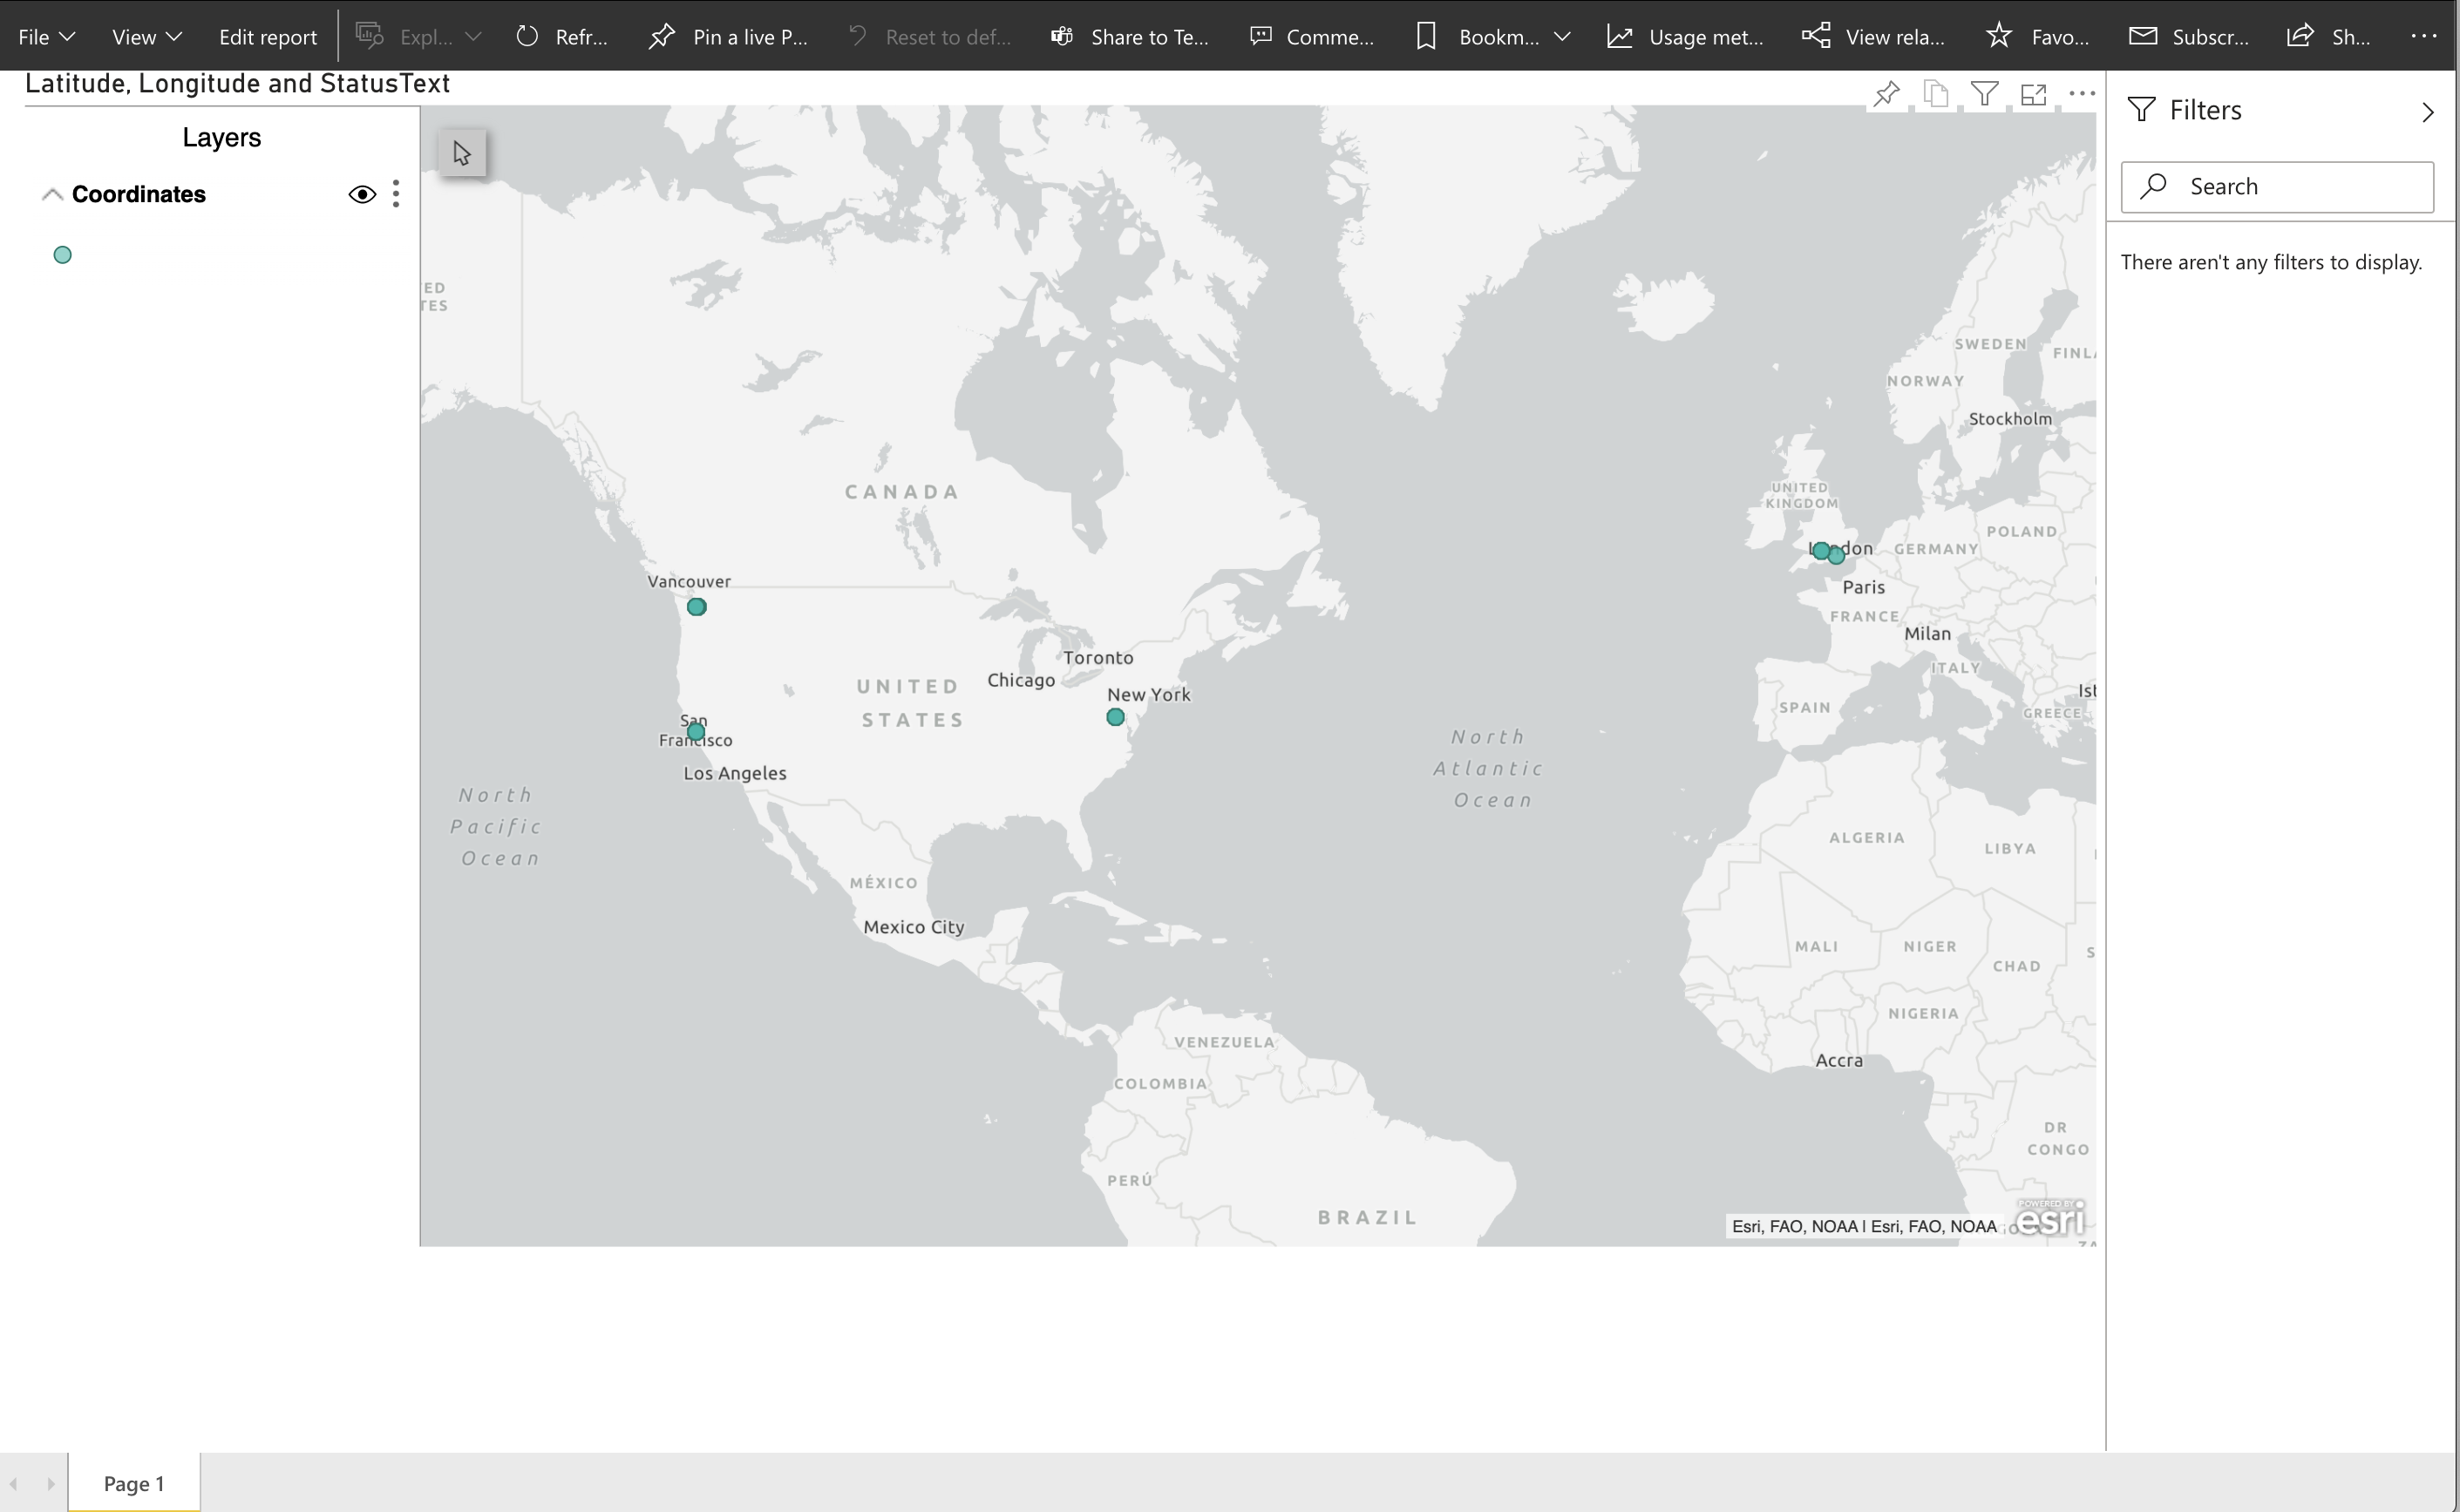 File View Edit report Expl... Refr... Pin a live P... Reset to def... Share to Te... Comme... Bookm... Usage met... View rela... Favo... Subscr... Sh... ...
Latitude, Longitude and StatusText
Layers
Coordinates
ED
TES
CANADA
Vancouver
UNITED
STATES
Toronto
Chicago
New York
San
Francisco
Los Angeles
North
Pacific
Ocean
MÉXICO
Mexico City
VENEZUELA
COLOMBIA
PERÚ
BRAZIL
North
Atlantic
Ocean
SWEDEN
FINLA
NORWAY
Stockholm
UNITED
KINGDOM
London
POLAND
GERMANY
Paris
FRANCE
Milan
ITALY
Ist
SPAIN
GREECE
ALGERIA
LIBYA
MALI
NIGER
CHAD
S
NIGERIA
Accra
DR
CONGO
ZA
Esri, FAO, NOAA | Esri, FAO, NOAA
POWERED BY
esri
Filters
Search
There aren't any filters to display.
Page 1